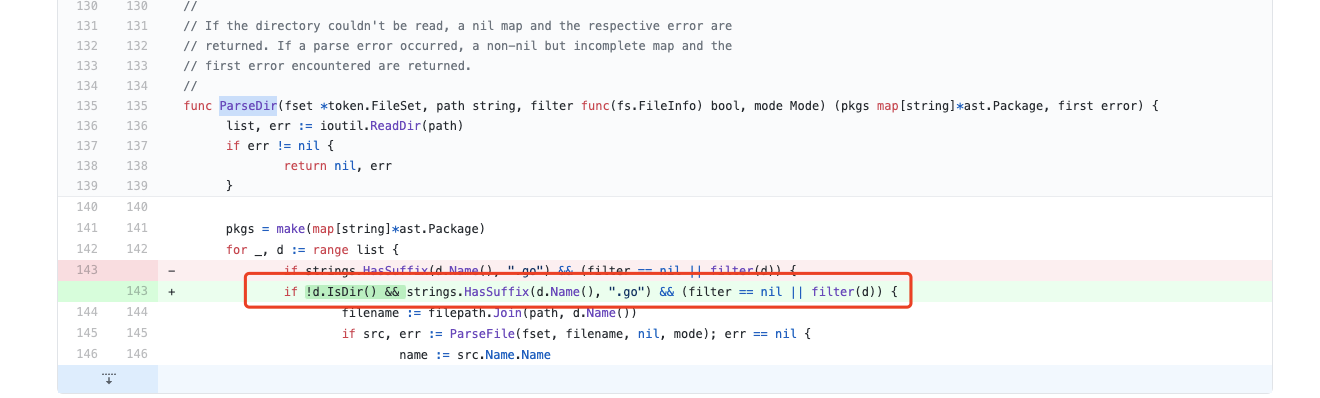 130 130 //
131 131 // If the directory couldn't be read, a nil map and the respective error are
132 132 // returned. If a parse error occurred, a non-nil but incomplete map and the
133 133 // first error encountered are returned.
134 134 //
135 135 func ParseDir(fset *token.FileSet, path string, filter func(fs.FileInfo) bool, mode Mode) (pkgs map[string]*ast.Package, first error) {
136 136 list, err := ioutil.ReadDir(path)
137 137 if err != nil {
138 138 return nil, err
139 139 }
140 140
141 141 pkgs = make(map[string]*ast.Package)
142 142 for _, d := range list {
143 - if strings.HasSuffix(d.Name(), ".go") && (filter == nil || filter(d)) {
143 + if !d.IsDir() && strings.HasSuffix(d.Name(), ".go") && (filter == nil || filter(d)) {
144 144 filename := filepath.Join(path, d.Name())
145 145 if src, err := ParseFile(fset, filename, nil, mode); err == nil {
146 146 name := src.Name.Name